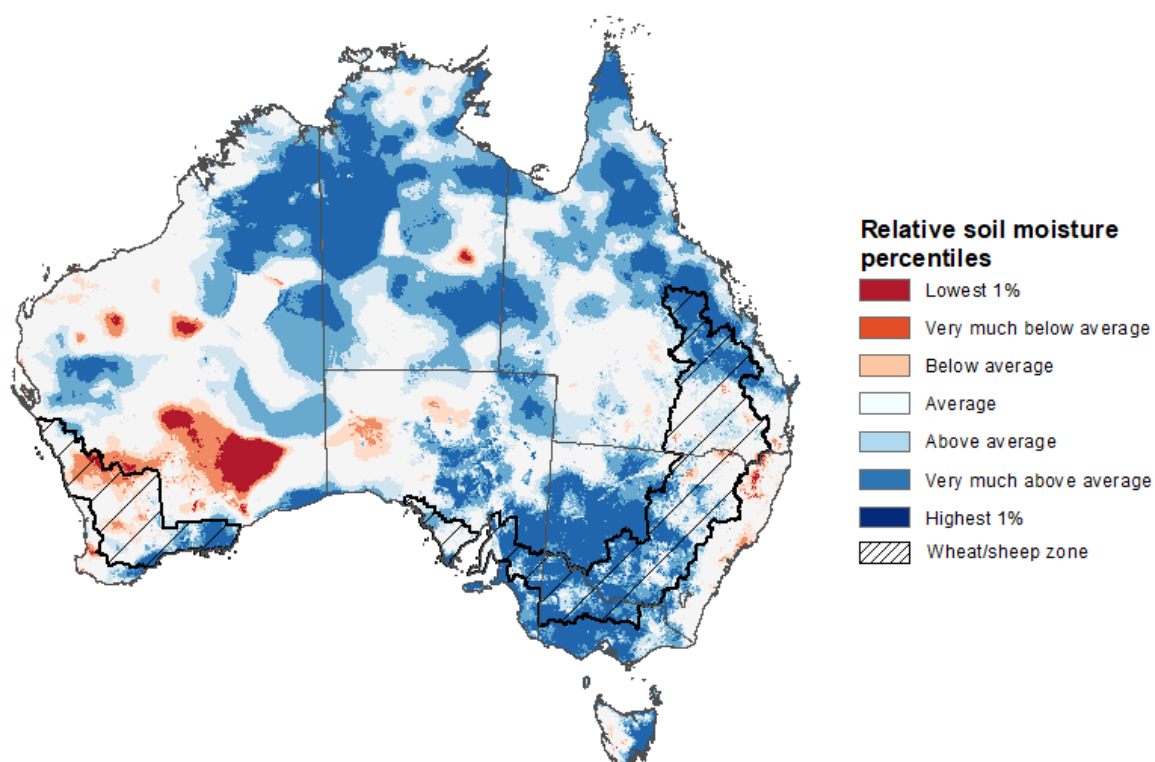 Relative soil moisture
percentiles
Lowest 1%
Very much below average
Below average
Average
Above average
Very much above average
Highest 1%
Wheat/sheep zone